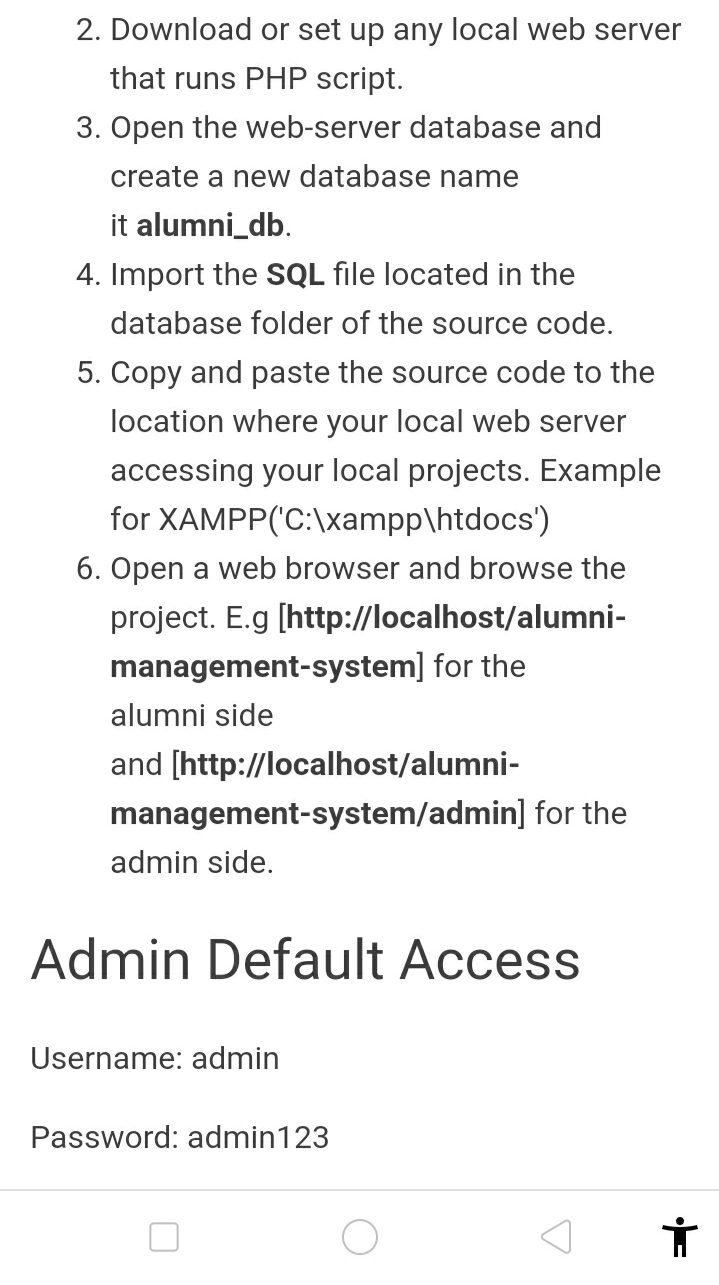 2. Download or set up any local web server
that runs PHP script.
3. Open the web-server database and
create a new database name
it alumni_db.
4. Import the SQL file located in the
database folder of the source code.
5. Copy and paste the source code to the
location where your local web server
accessing your local projects. Example
for XAMPP('C:\xampp\htdocs')
6. Open a web browser and browse the
project. E.g [http://localhost/alumni-
management-system] for the
alumni side
and [http://localhost/alumni-
management-system/admin] for the
admin side.
Admin Default Access
Username: admin
Password: admin123